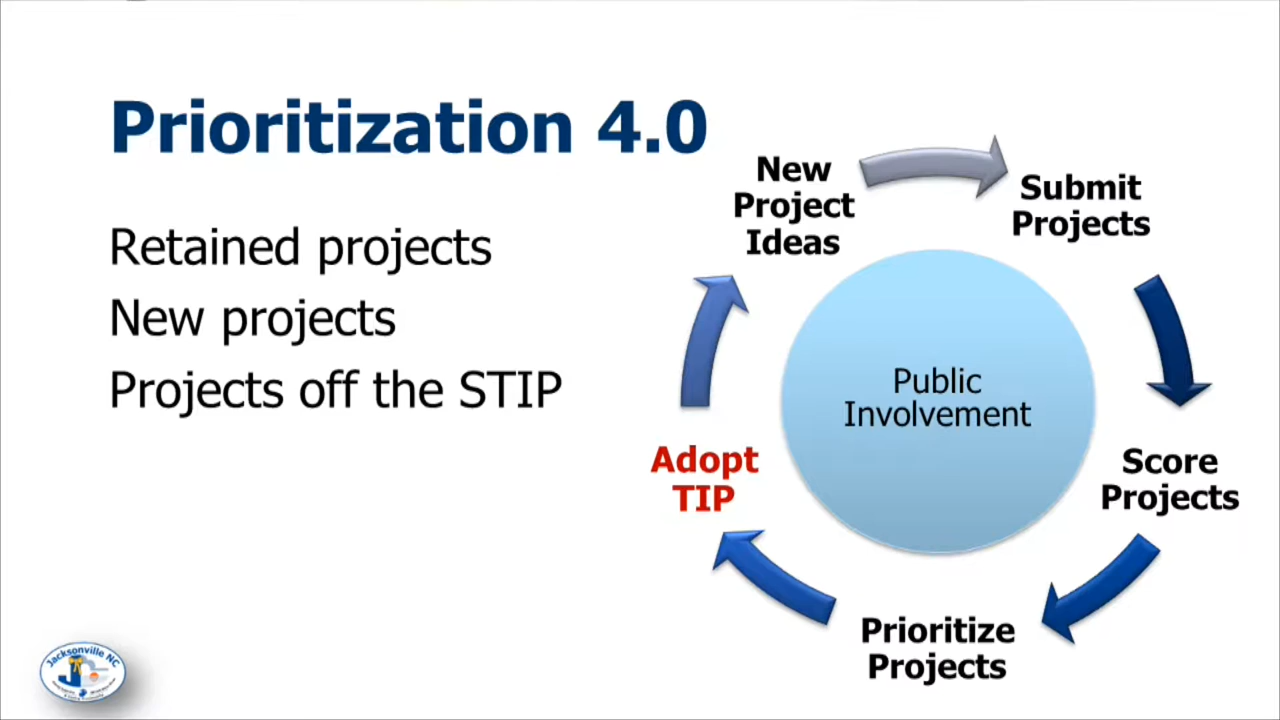 Prioritization 4.0
Retained projects
New projects
Projects off the STIP
New
Project
Ideas
Submit
Projects
Score
Projects
Prioritize
Projects
Adopt
TIP
Public
Involvement
Jacksonville NC